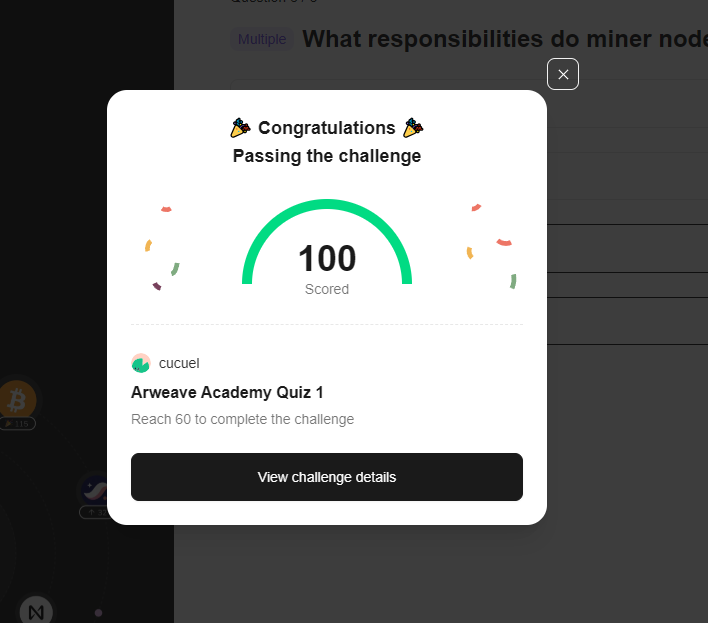 Multiple What responsibilities do miner node
Congratulations
Passing the challenge
100
Scored
cucuel
Arweave Academy Quiz 1
Reach 60 to complete the challenge
View challenge details